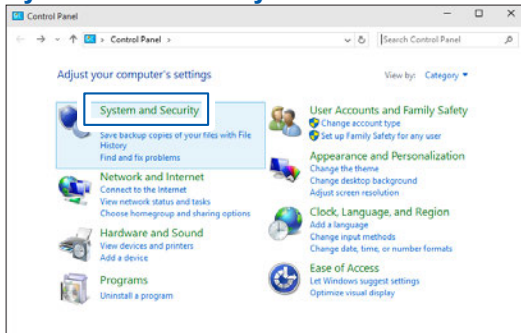 Control Panel
Control Panel
Search Control Panel
Adjust your computer's settings
View by: Category
System and Security
Save backup copies of your files with File
History
Find and fix problems
Network and Internet
Connect to the Internet
View network status and tasks
Choose homegroup and sharing options
Hardware and Sound
View devices and printers
Add a device
Programs
Uninstall a program
User Accounts and Family Safety
Change account type
Set up Family Safety for any user
Appearance and Personalization
Change the theme
Change desktop background
Adjust screen resolution
Clock, Language, and Region
Add a language
Change input methods
Change date, time, or number formats
Ease of Access
Let Windows suggest settings
Optimize visual display